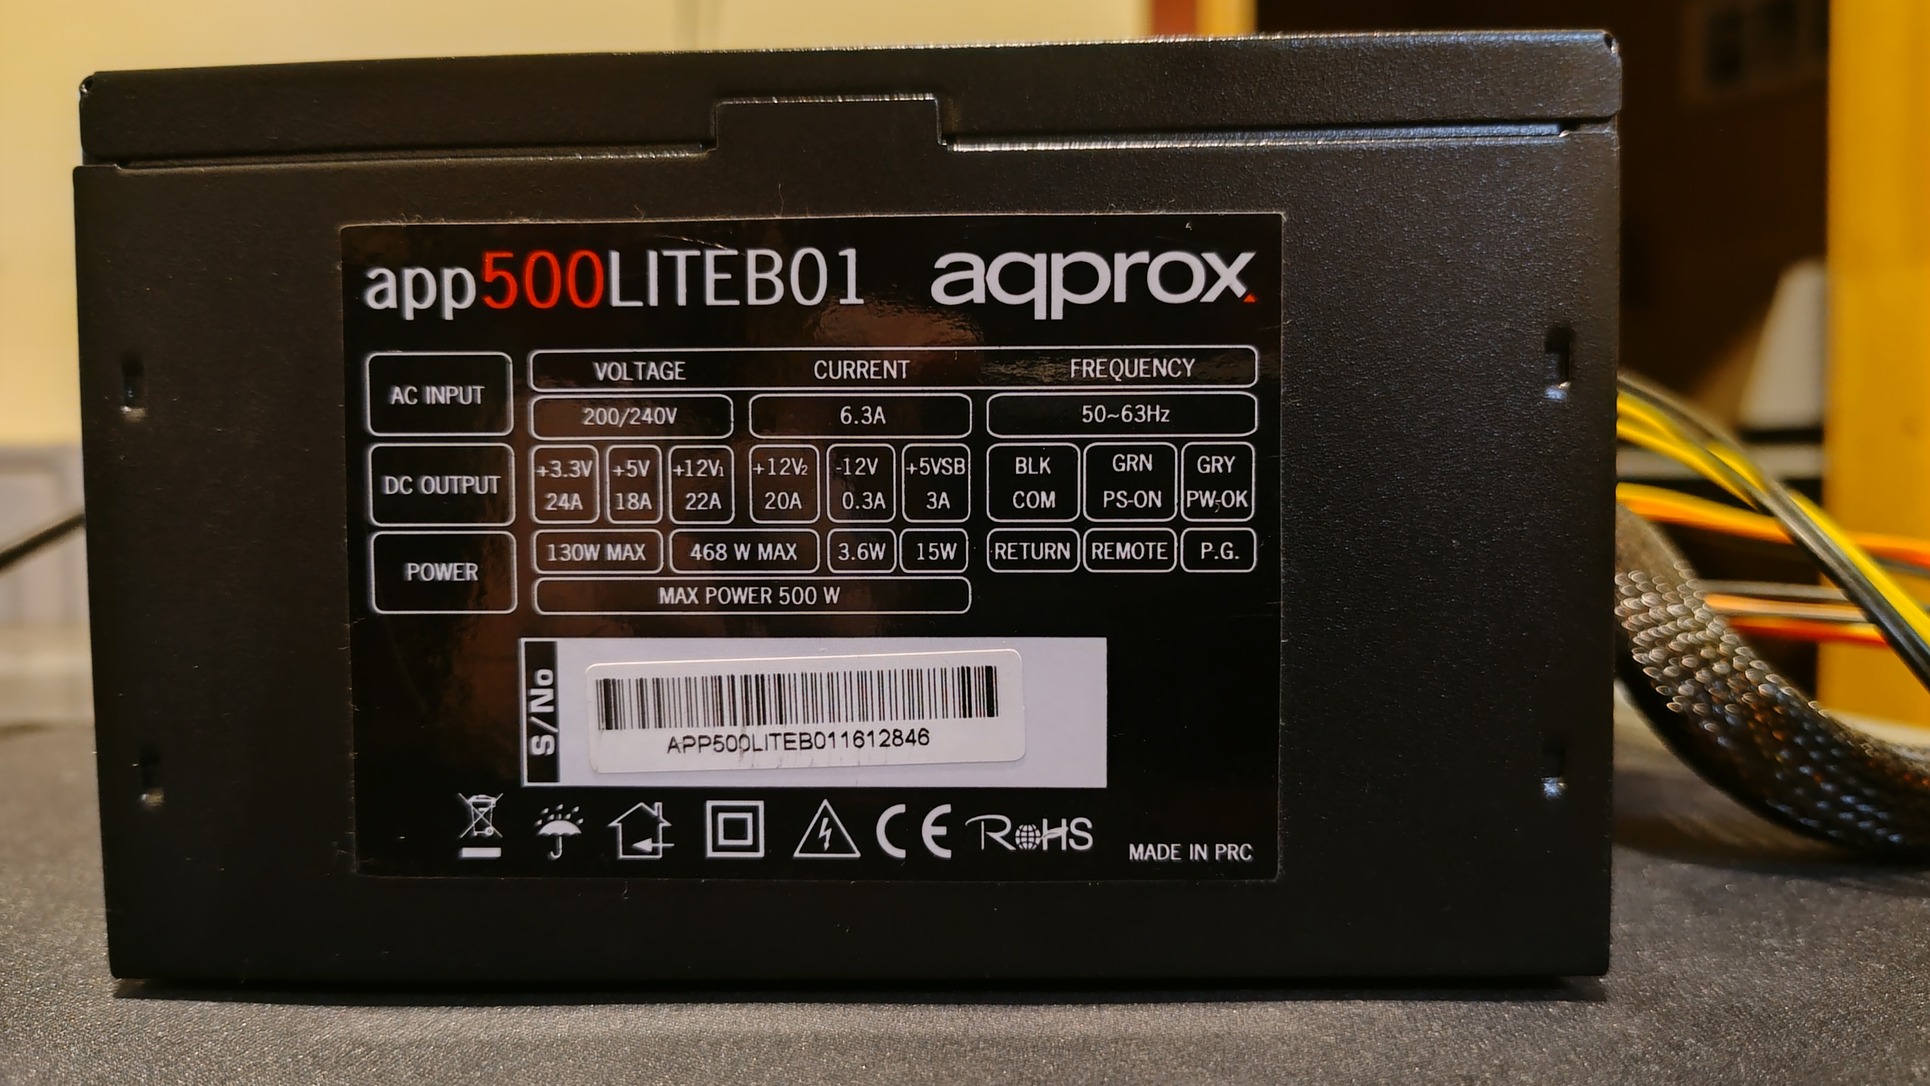 app500LITEB01 aqprox.
AC INPUT VOLTAGE CURRENT FREQUENCY
200/240V 6.3A 50~63Hz
DC OUTPUT +3.3V +5V +12V₁ +12V₂ -12V +5VSB BLK GRN GRY
24A 18A 22A 20A 0.3A 3A COM PS-ON PW-OK
POWER 130W MAX 468 W MAX 3.6W 15W RETURN REMOTE P.G.
MAX POWER 500 W
S/No
APP500LITEB011612846
CE RoHS MADE IN PRC